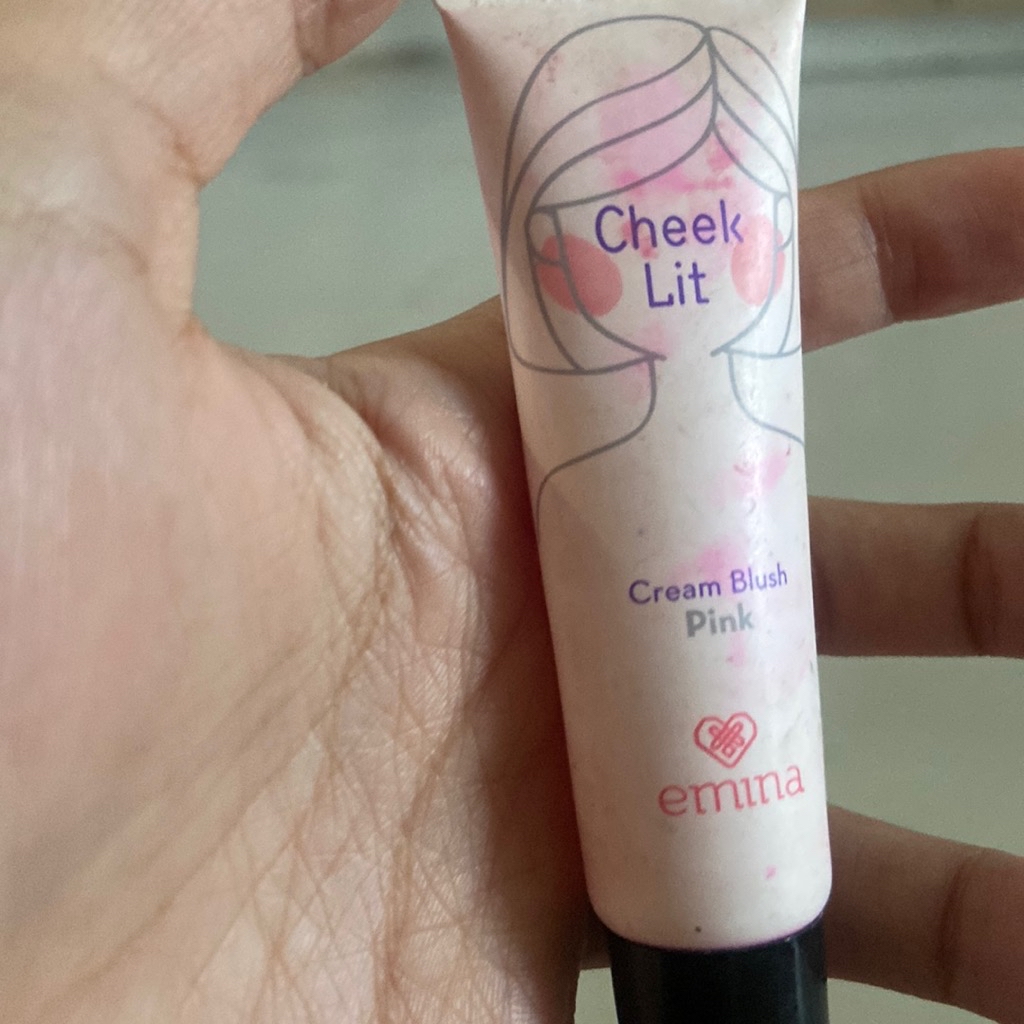 Cheek
Lit
Cream Blush
Pink
emina